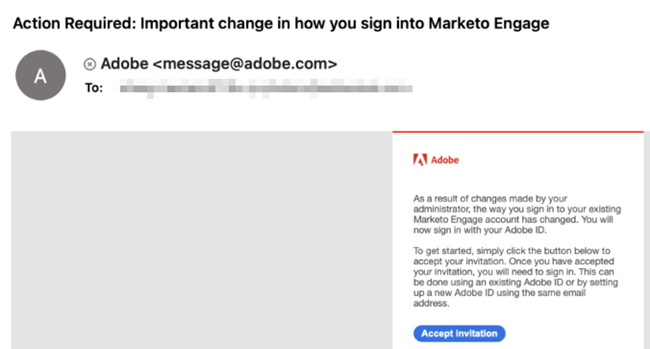 Action Required: Important change in how you sign into Marketo Engage
A
Adobe <message@adobe.com>
To:
Adobe
As a result of changes made by your
administrator, the way you sign in to your existing
Marketo Engage account has changed. You will
now sign in with your Adobe ID.
To get started, simply click the button below to
accept your invitation. Once you have accepted
your invitation, you will need to sign in. This can
be done using an existing Adobe ID or by setting
up a new Adobe ID using the same email
address.
Accept invitation